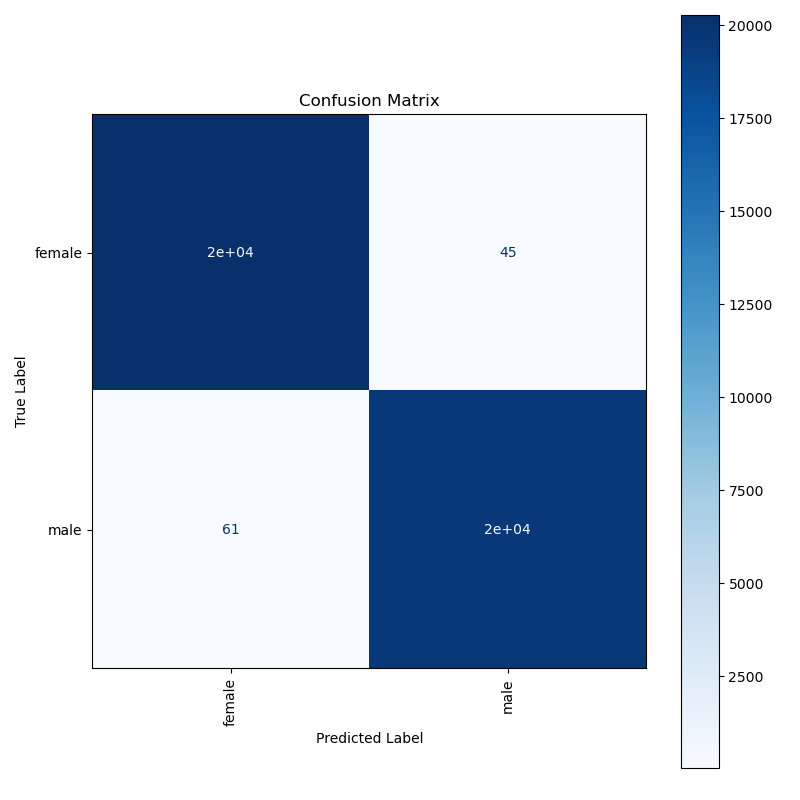 Confusion Matrix
20000
17500
15000
12500
10000
7500
5000
2500
True Label
female
2e+04
45
male
61
2e+04
female
male
Predicted Label